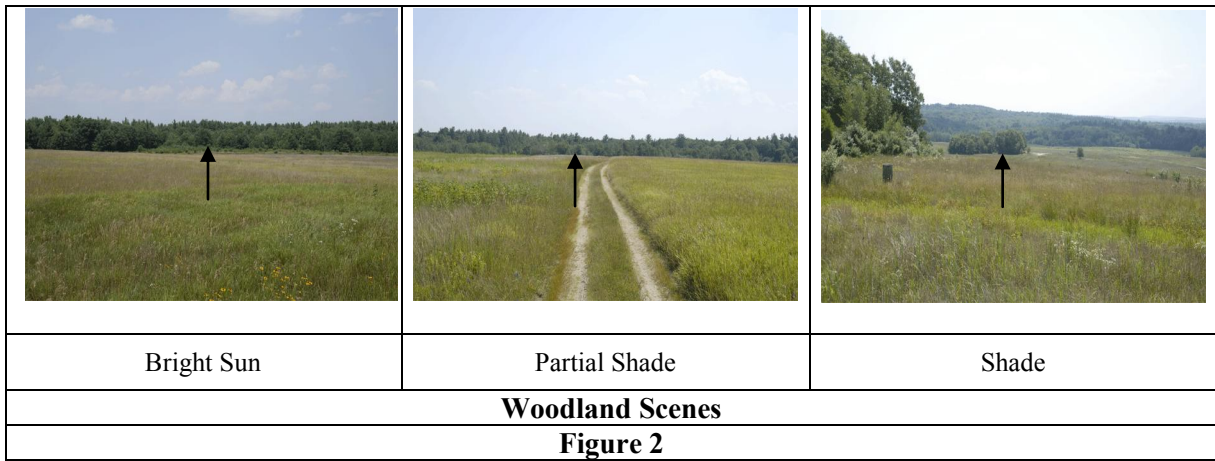 Bright Sun
Partial Shade
Shade
Woodland Scenes
Figure 2